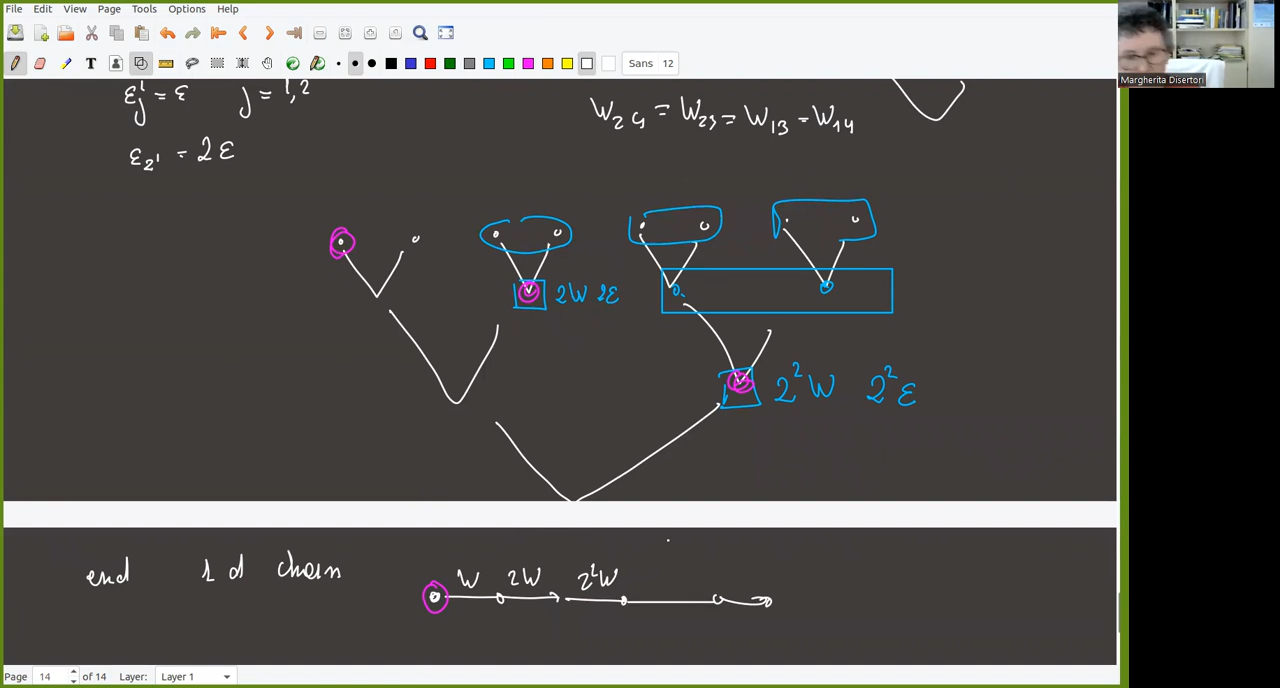 File Edit View Page Tools Options Help
Sans 12
Margherita Disertori
ε'j = ε j = 1,2
W24 = W23 = W13 = W14
ε2' = 2ε
2W 2ε
2²W 2²ε
end 1d chain
W 2W 2²W
Page 14 of 14 Layer: Layer 1